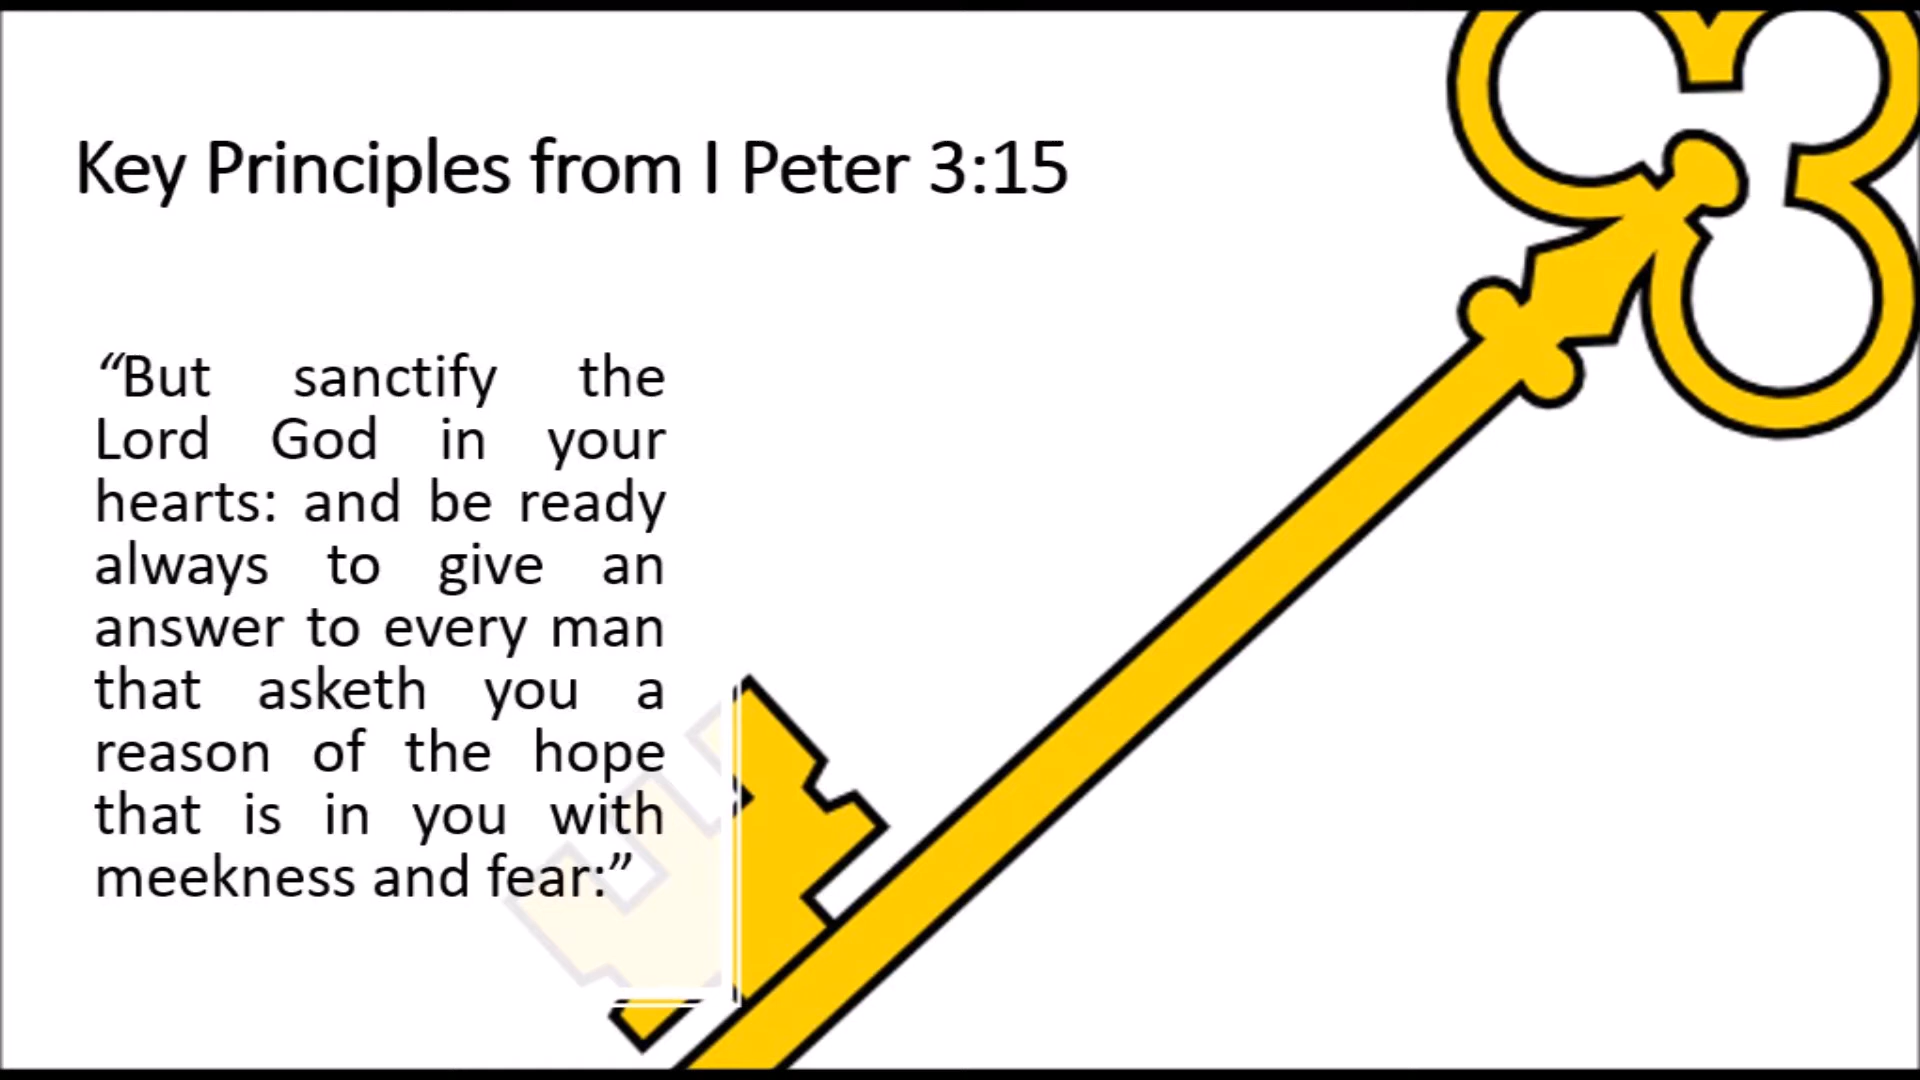 Key Principles from I Peter 3:15
“But sanctify the
Lord God in your
hearts: and be ready
always to give an
answer to every man
that asketh you a
reason of the hope
that is in you with
meekness and fear:”